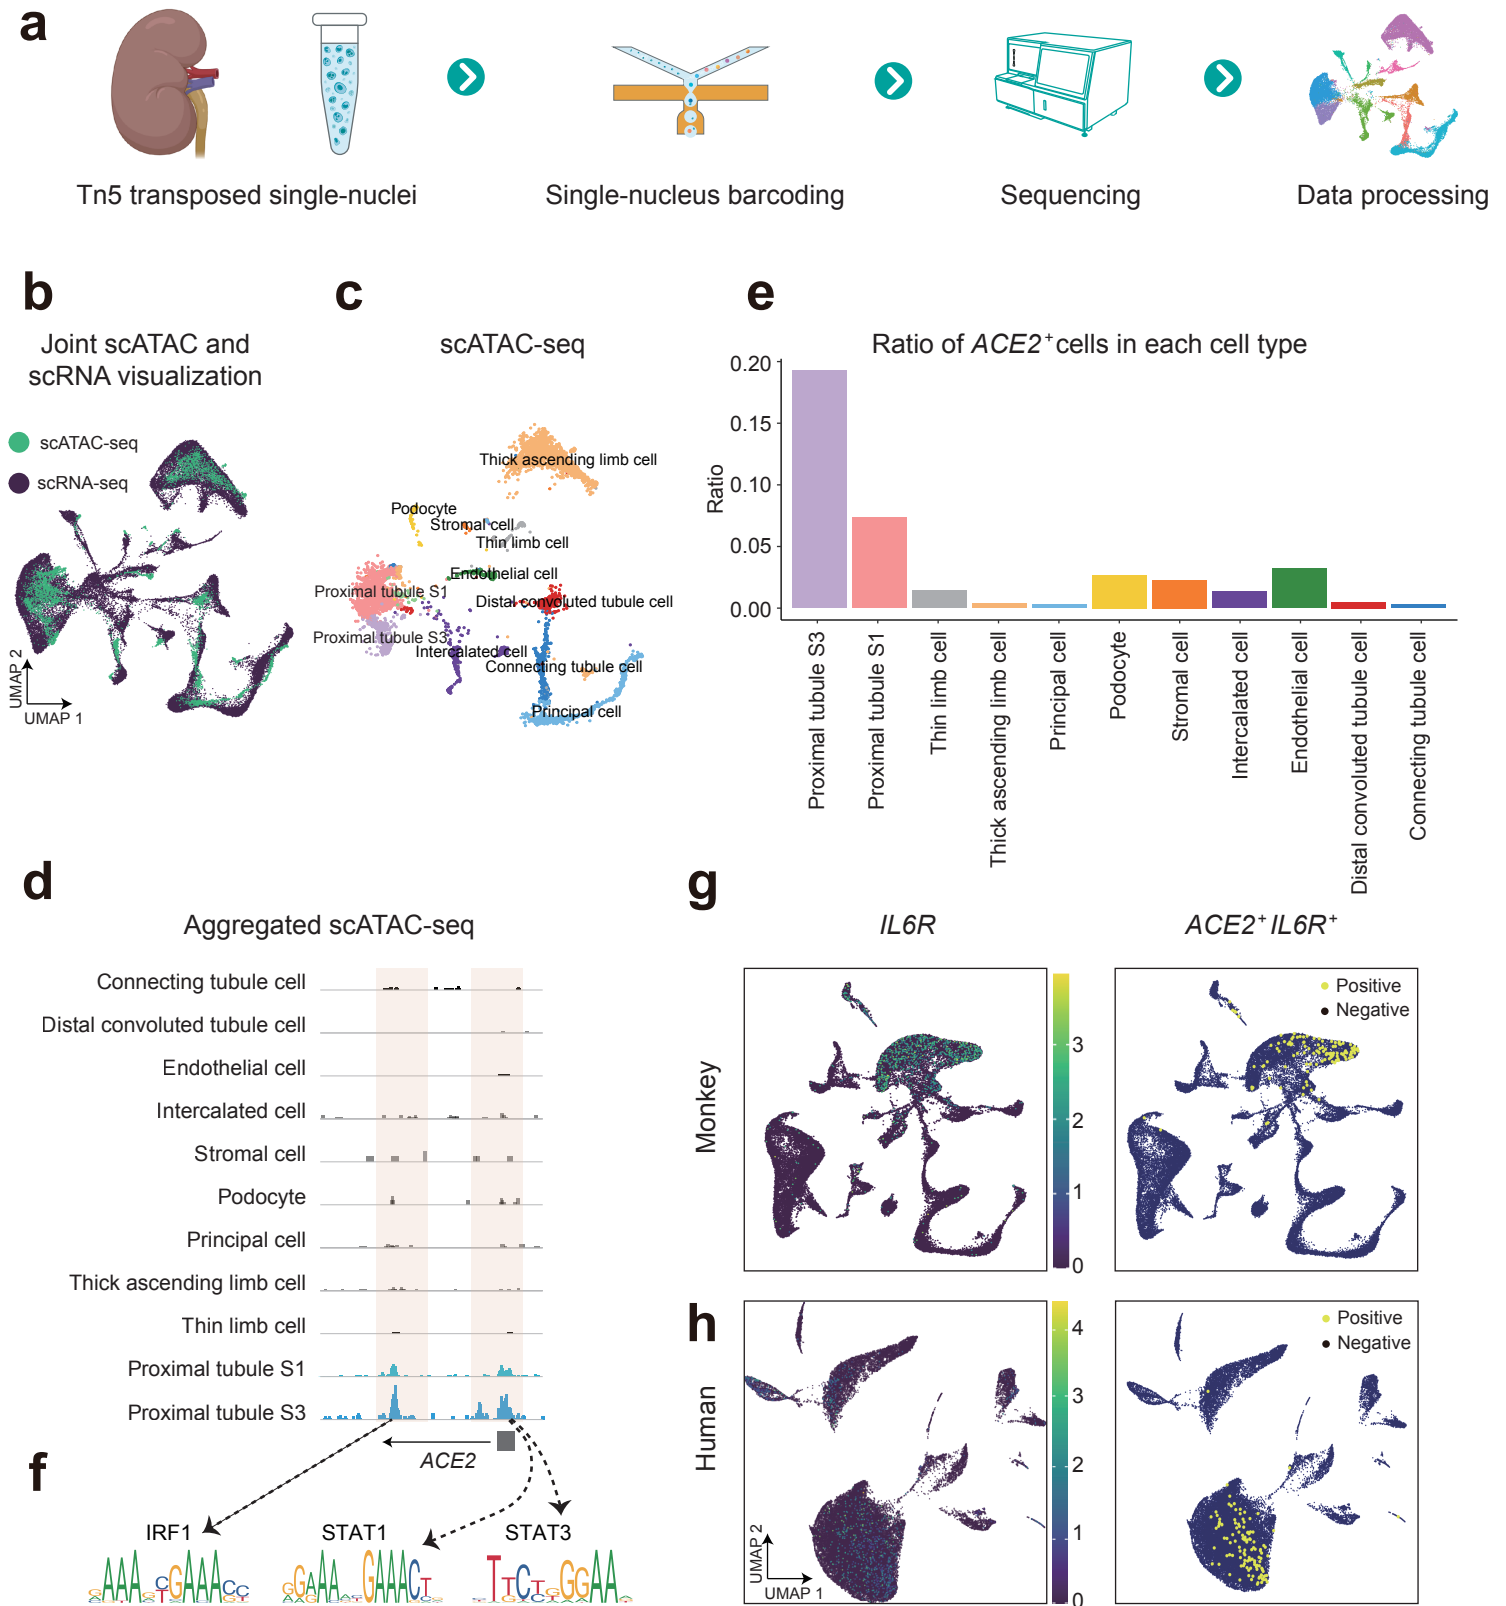 a
Tn5 transposed single-nuclei
Single-nucleus barcoding
Sequencing
Data processing
b
Joint scATAC and
scRNA visualization
scATAC-seq
scRNA-seq
UMAP 2
UMAP 1
c
scATAC-seq
Thick ascending limb cell
Podocyte
Stromal cell
Thin limb cell
Endothelial cell
Proximal tubule S1
Distal convoluted tubule cell
Proximal tubule S3
Intercalated cell
Connecting tubule cell
Principal cell
e
Ratio of ACE2+ cells in each cell type
Ratio
0.20
0.15
0.10
0.05
0.00
Proximal tubule S3
Proximal tubule S1
Thin limb cell
Thick ascending limb cell
Principal cell
Podocyte
Stromal cell
Intercalated cell
Endothelial cell
Distal convoluted tubule cell
Connecting tubule cell
d
Aggregated scATAC-seq
Connecting tubule cell
Distal convoluted tubule cell
Endothelial cell
Intercalated cell
Stromal cell
Podocyte
Principal cell
Thick ascending limb cell
Thin limb cell
Proximal tubule S1
Proximal tubule S3
ACE2
f
IRF1
STAT1
STAT3
g
IL6R
ACE2+ IL6R+
Monkey
3
2
1
0
Positive
Negative
h
Human
4
3
2
1
0
UMAP 2
UMAP 1
Positive
Negative